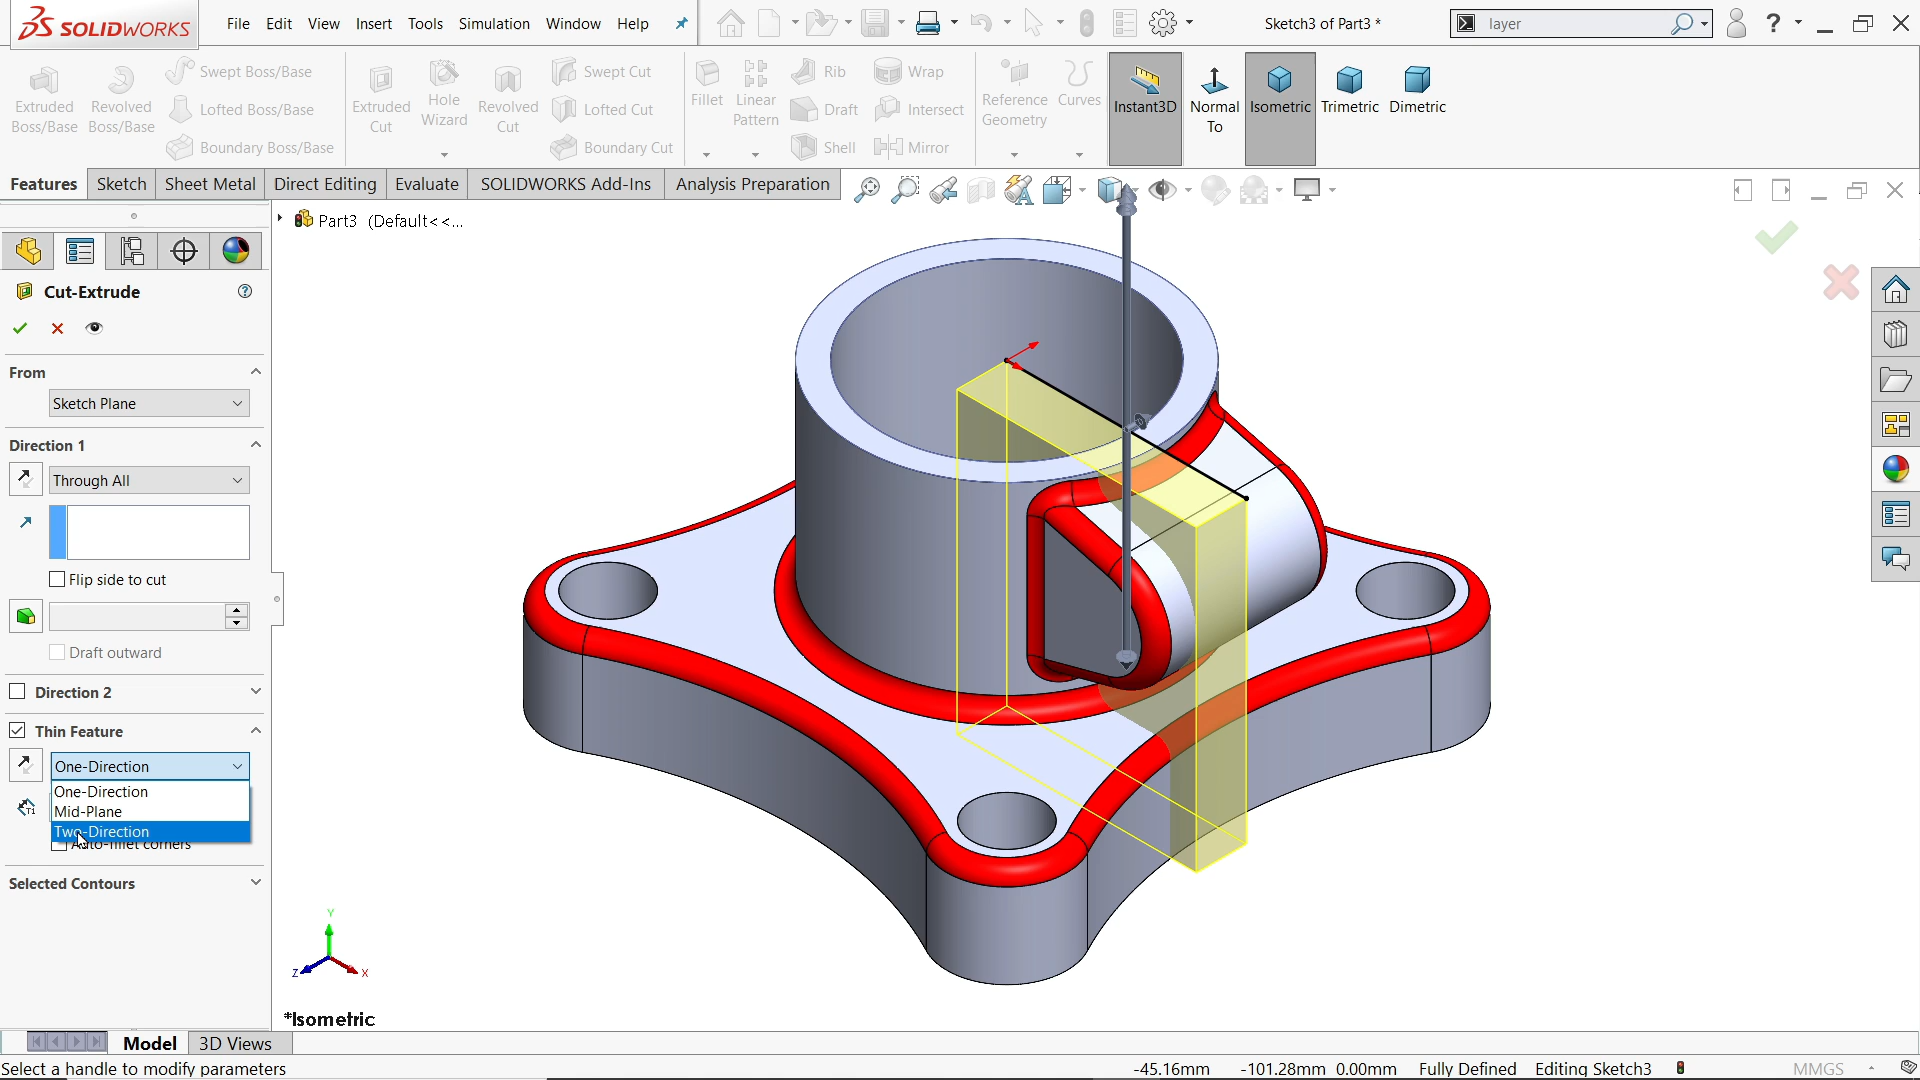 SOLIDWORKS File Edit View Insert Tools Simulation Window Help Sketch3 of Part3 * layer ?
Extruded Boss/Base
Revolved Boss/Base
Swept Boss/Base
Lofted Boss/Base
Boundary Boss/Base
Extruded Cut
Hole Wizard
Revolved Cut
Swept Cut
Lofted Cut
Boundary Cut
Fillet
Linear Pattern
Rib
Draft
Shell
Wrap
Intersect
Mirror
Reference Geometry
Curves
Instant3D
Normal To
Isometric
Trimetric
Dimetric
Features Sketch Sheet Metal Direct Editing Evaluate SOLIDWORKS Add-Ins Analysis Preparation
Part3 (Default<<...
Cut-Extrude
From
Sketch Plane
Direction 1
Through All
Flip side to cut
Draft outward
Direction 2
Thin Feature
One-Direction
One-Direction
Mid-Plane
Two-Direction
Auto-fillet corners
Selected Contours
T1
Y
Z
X
*Isometric
Model 3D Views
Select a handle to modify parameters -45.16mm -101.28mm 0.00mm Fully Defined Editing Sketch3 MMGS